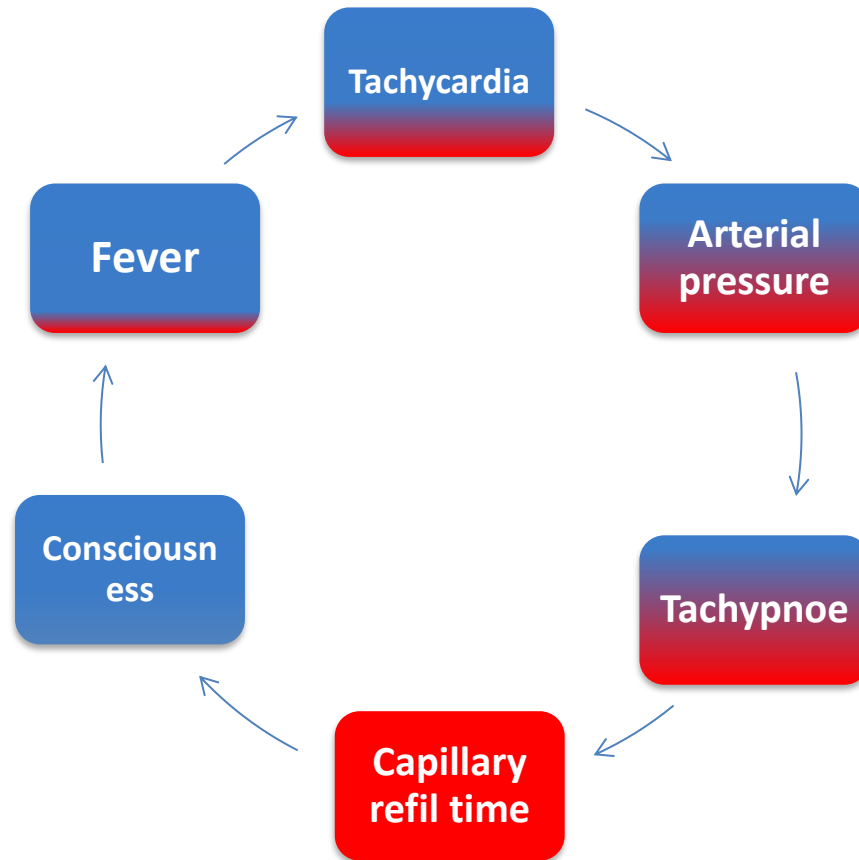 Tachycardia
Arterial
pressure
Tachypnoe
Capillary
refil time
Consciousn
ess
Fever